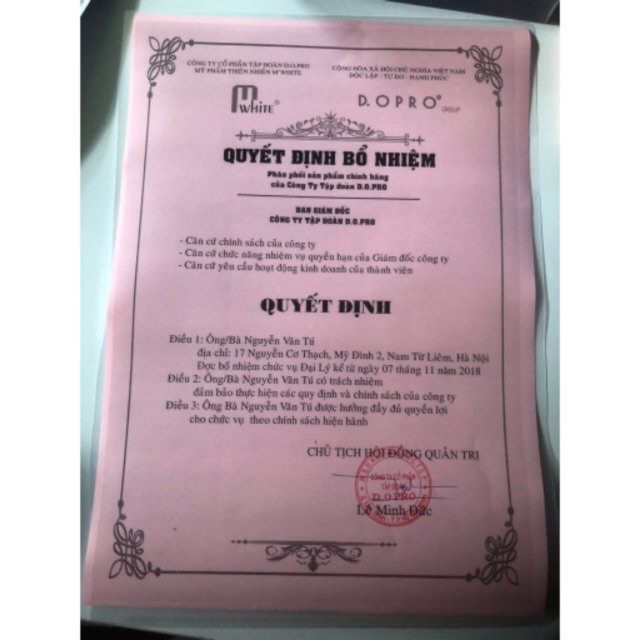 CÔNG TY CỔ PHẦN TẬP ĐOÀN D.O.PRO
MỸ PHẨM THIÊN NHIÊN M'WHITE
CỘNG HÒA XÃ HỘI CHỦ NGHĨA VIỆT NAM
ĐỘC LẬP - TỰ DO - HẠNH PHÚC
m WHITE®
D.OPRO® GROUP
QUYẾT ĐỊNH BỔ NHIỆM
Phân phối sản phẩm chính hãng
của Công Ty Tập đoàn D.O.PRO
BAN GIÁM ĐỐC
CÔNG TY TẬP ĐOÀN D.O.PRO
- Căn cứ chính sách của công ty
- Căn cứ chức năng nhiệm vụ quyền hạn của Giám đốc công ty
- Căn cứ yêu cầu hoạt động kinh doanh của thành viên
QUYẾT ĐỊNH
Điều 1: Ông/Bà Nguyễn Văn Tú
địa chỉ: 17 Nguyễn Cơ Thạch, Mỹ Đình 2, Nam Từ Liêm, Hà Nội
Đợc bổ nhiệm chức vụ Đại Lý kể từ ngày 07 tháng 11 năm 2018
Điều 2: Ông/Bà Nguyễn Văn Tú có trách nhiệm
đảm bảo thực hiện các quy định và chính sách của công ty
Điều 3: Ông Bà Nguyễn Văn Tú được hưởng đầy đủ quyền lợi
cho chức vụ theo chính sách hiện hành
CHỦ TỊCH HỘI ĐỒNG QUẢN TRỊ
CÔNG TY CỔ PHẦN
TẬP ĐOÀN
D.O.PRO
Lê Minh Đức